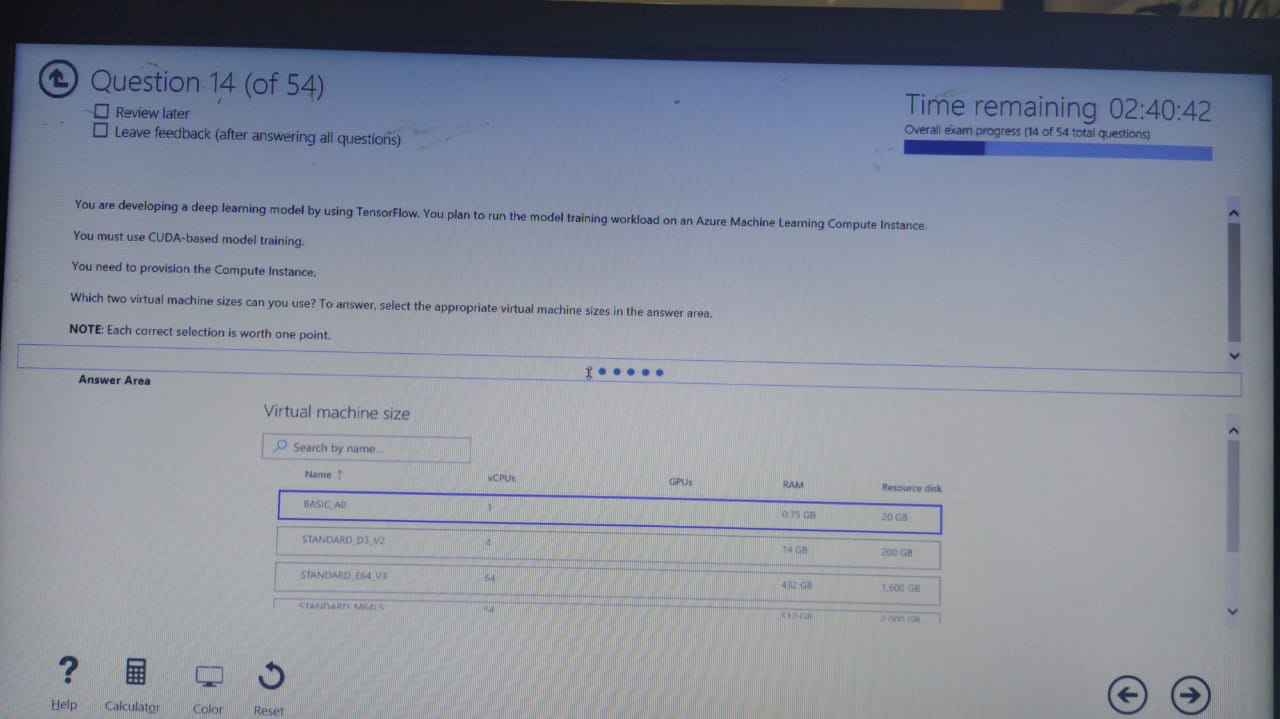 Question 14 (of 54)
Review later
Leave feedback (after answering all questions)
Time remaining 02:40:42
Overall exam progress (14 of 54 total questions)
You are developing a deep learning model by using TensorFlow. You plan to run the model training workload on an Azure Machine Learning Compute Instance.
You must use CUDA-based model training.
You need to provision the Compute Instance.
Which two virtual machine sizes can you use? To answer, select the appropriate virtual machine sizes in the answer area.
NOTE: Each correct selection is worth one point.
Answer Area
Virtual machine size
Search by name...
Name ↑ vCPUs GPUs RAM Resource disk
BASIC_A0 1 0.75 GB 20 GB
STANDARD_D3_V2 4 14 GB 200 GB
STANDARD_E64_V3 64 432 GB 1,600 GB
STANDARD_M64LS 64 512 GB 2,000 GB
Help Calculator Color Reset